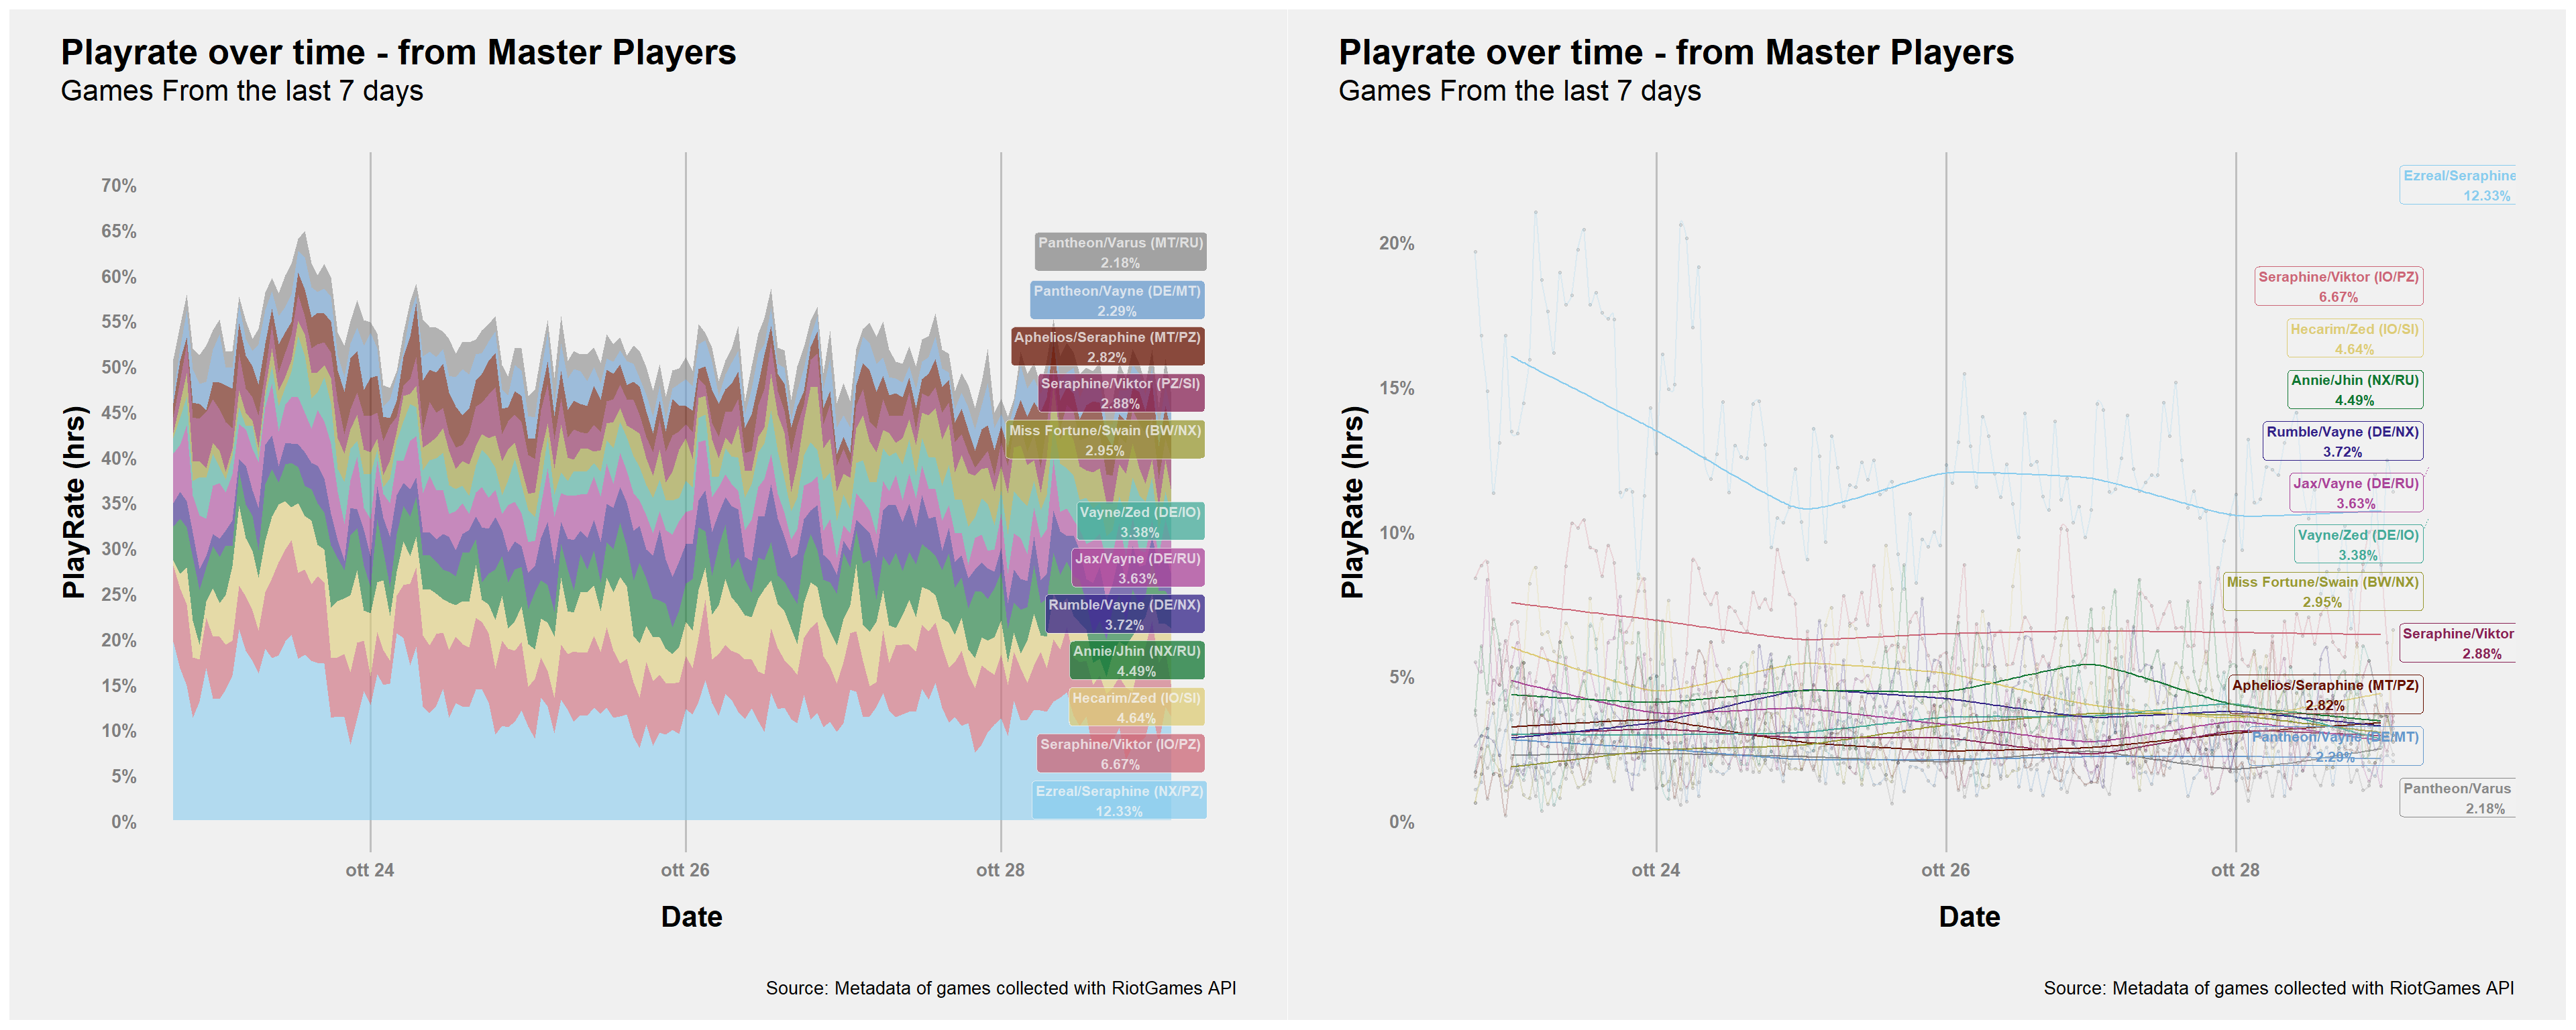 Playrate over time - from Master Players
Games From the last 7 days
PlayRate (hrs)
70%
65%
60%
55%
50%
45%
40%
35%
30%
25%
20%
15%
10%
5%
0%
Pantheon/Varus (MT/RU)
2.18%
Pantheon/Vayne (DE/MT)
2.29%
Aphelios/Seraphine (MT/PZ)
2.82%
Seraphine/Viktor (PZ/SI)
2.88%
Miss Fortune/Swain (BW/NX)
2.95%
Vayne/Zed (DE/IO)
3.38%
Jax/Vayne (DE/RU)
3.63%
Rumble/Vayne (DE/NX)
3.72%
Annie/Jhin (NX/RU)
4.49%
Hecarim/Zed (IO/SI)
4.64%
Seraphine/Viktor (IO/PZ)
6.67%
Ezreal/Seraphine (NX/PZ)
12.33%
ott 24
ott 26
ott 28
Date
Source: Metadata of games collected with RiotGames API
Playrate over time - from Master Players
Games From the last 7 days
PlayRate (hrs)
20%
15%
10%
5%
0%
Ezreal/Seraphine
12.33%
Seraphine/Viktor (IO/PZ)
6.67%
Hecarim/Zed (IO/SI)
4.64%
Annie/Jhin (NX/RU)
4.49%
Rumble/Vayne (DE/NX)
3.72%
Jax/Vayne (DE/RU)
3.63%
Vayne/Zed (DE/IO)
3.38%
Miss Fortune/Swain (BW/NX)
2.95%
Seraphine/Viktor
2.88%
Aphelios/Seraphine (MT/PZ)
2.82%
Pantheon/Vayne (DE/MT)
2.29%
Pantheon/Varus
2.18%
ott 24
ott 26
ott 28
Date
Source: Metadata of games collected with RiotGames API